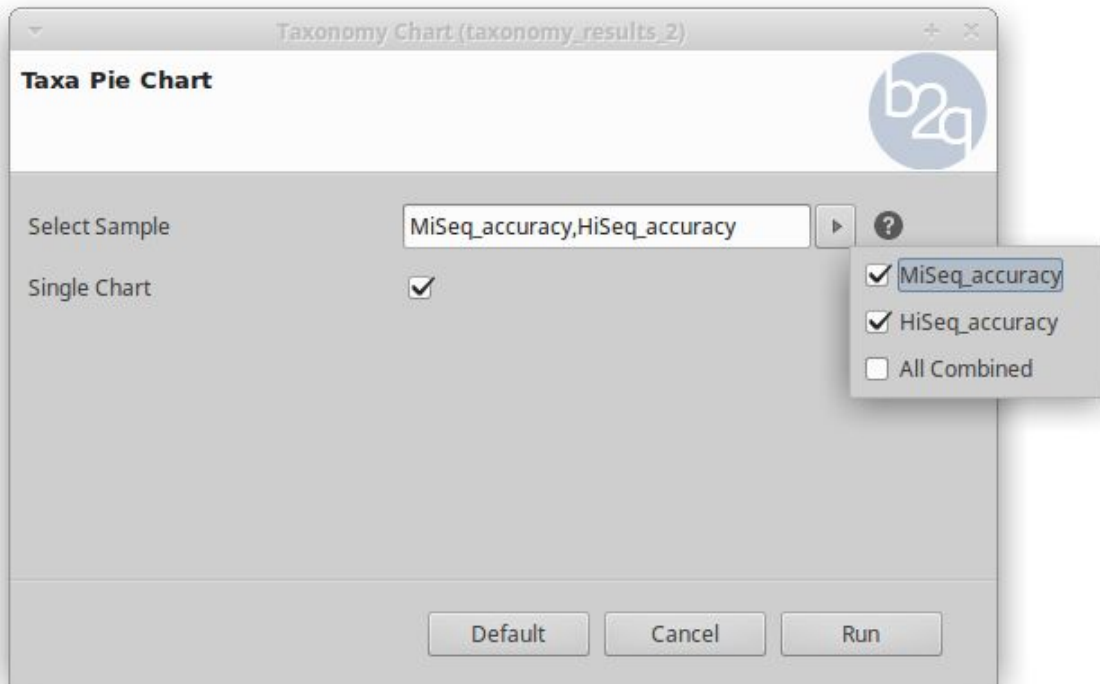 Taxonomy Chart (taxonomy_results_2)
Taxa Pie Chart
b2g
Select Sample
MiSeq_accuracy,HiSeq_accuracy
?
MiSeq_accuracy
HiSeq_accuracy
All Combined
Single Chart
Default
Cancel
Run